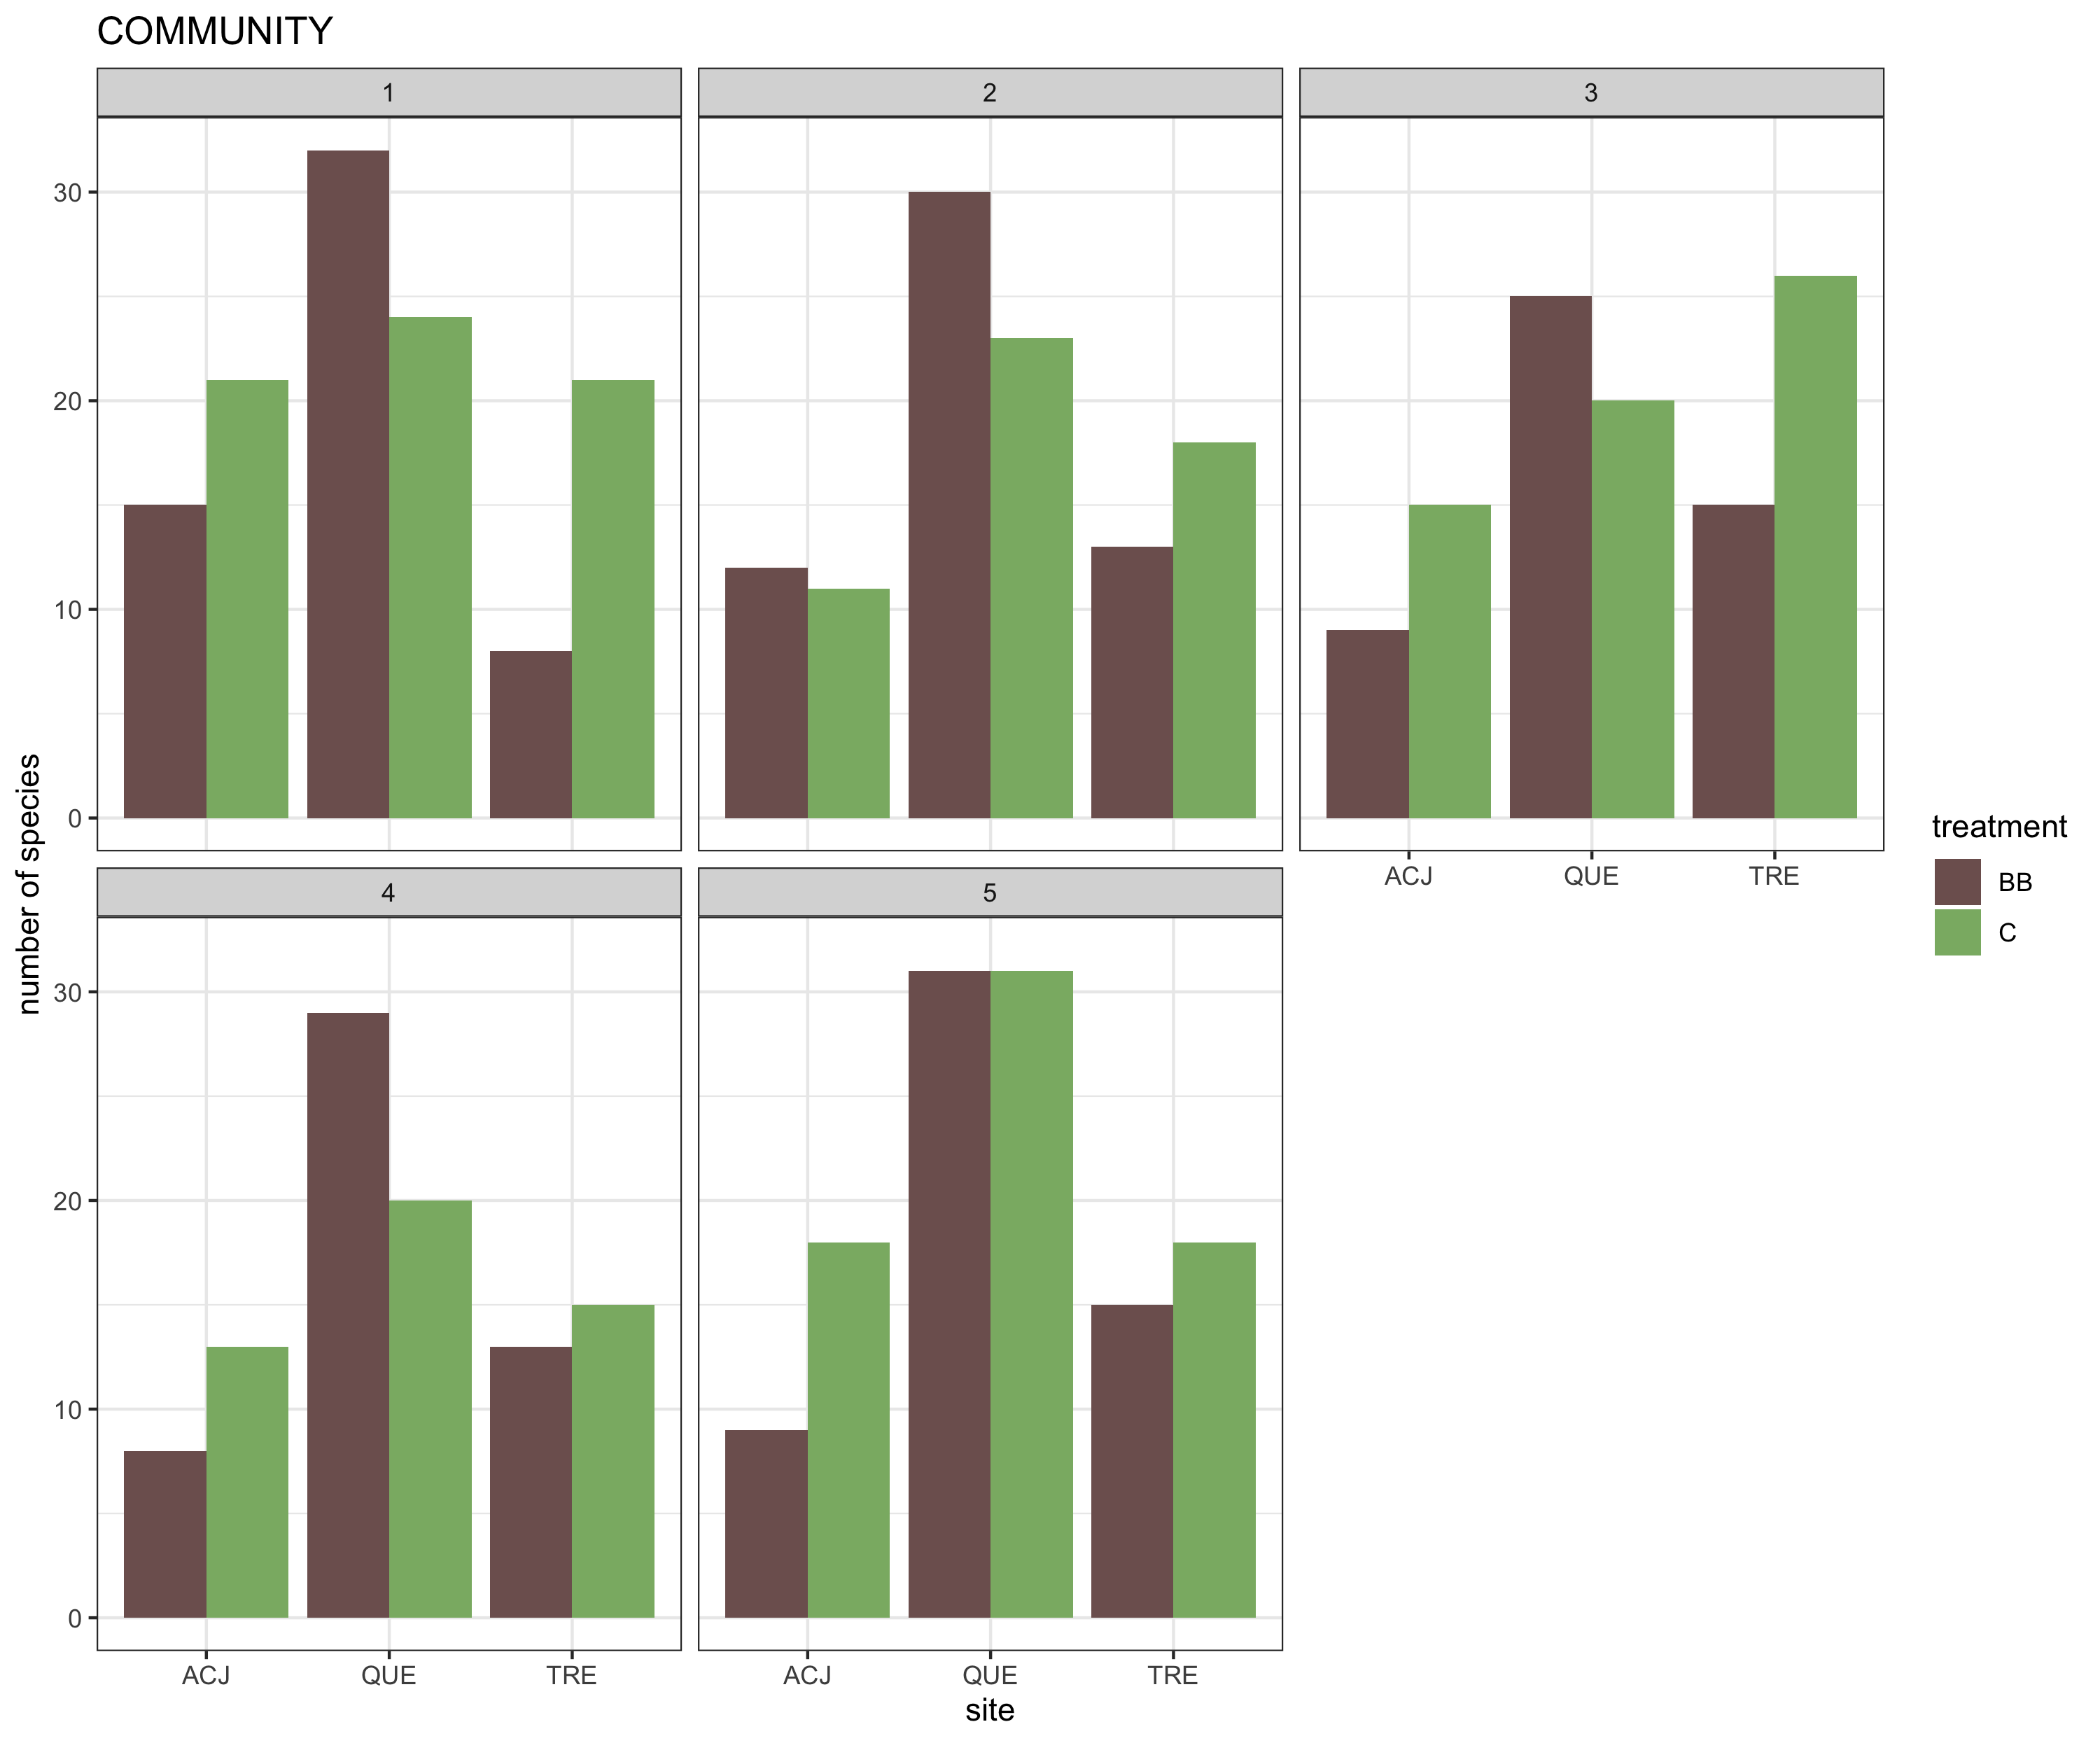 COMMUNITY
1
2
3
30
20
10
0
ACJ QUE TRE
4
5
30
20
10
0
ACJ QUE TRE
ACJ QUE TRE
number of species
site
treatment
BB
C